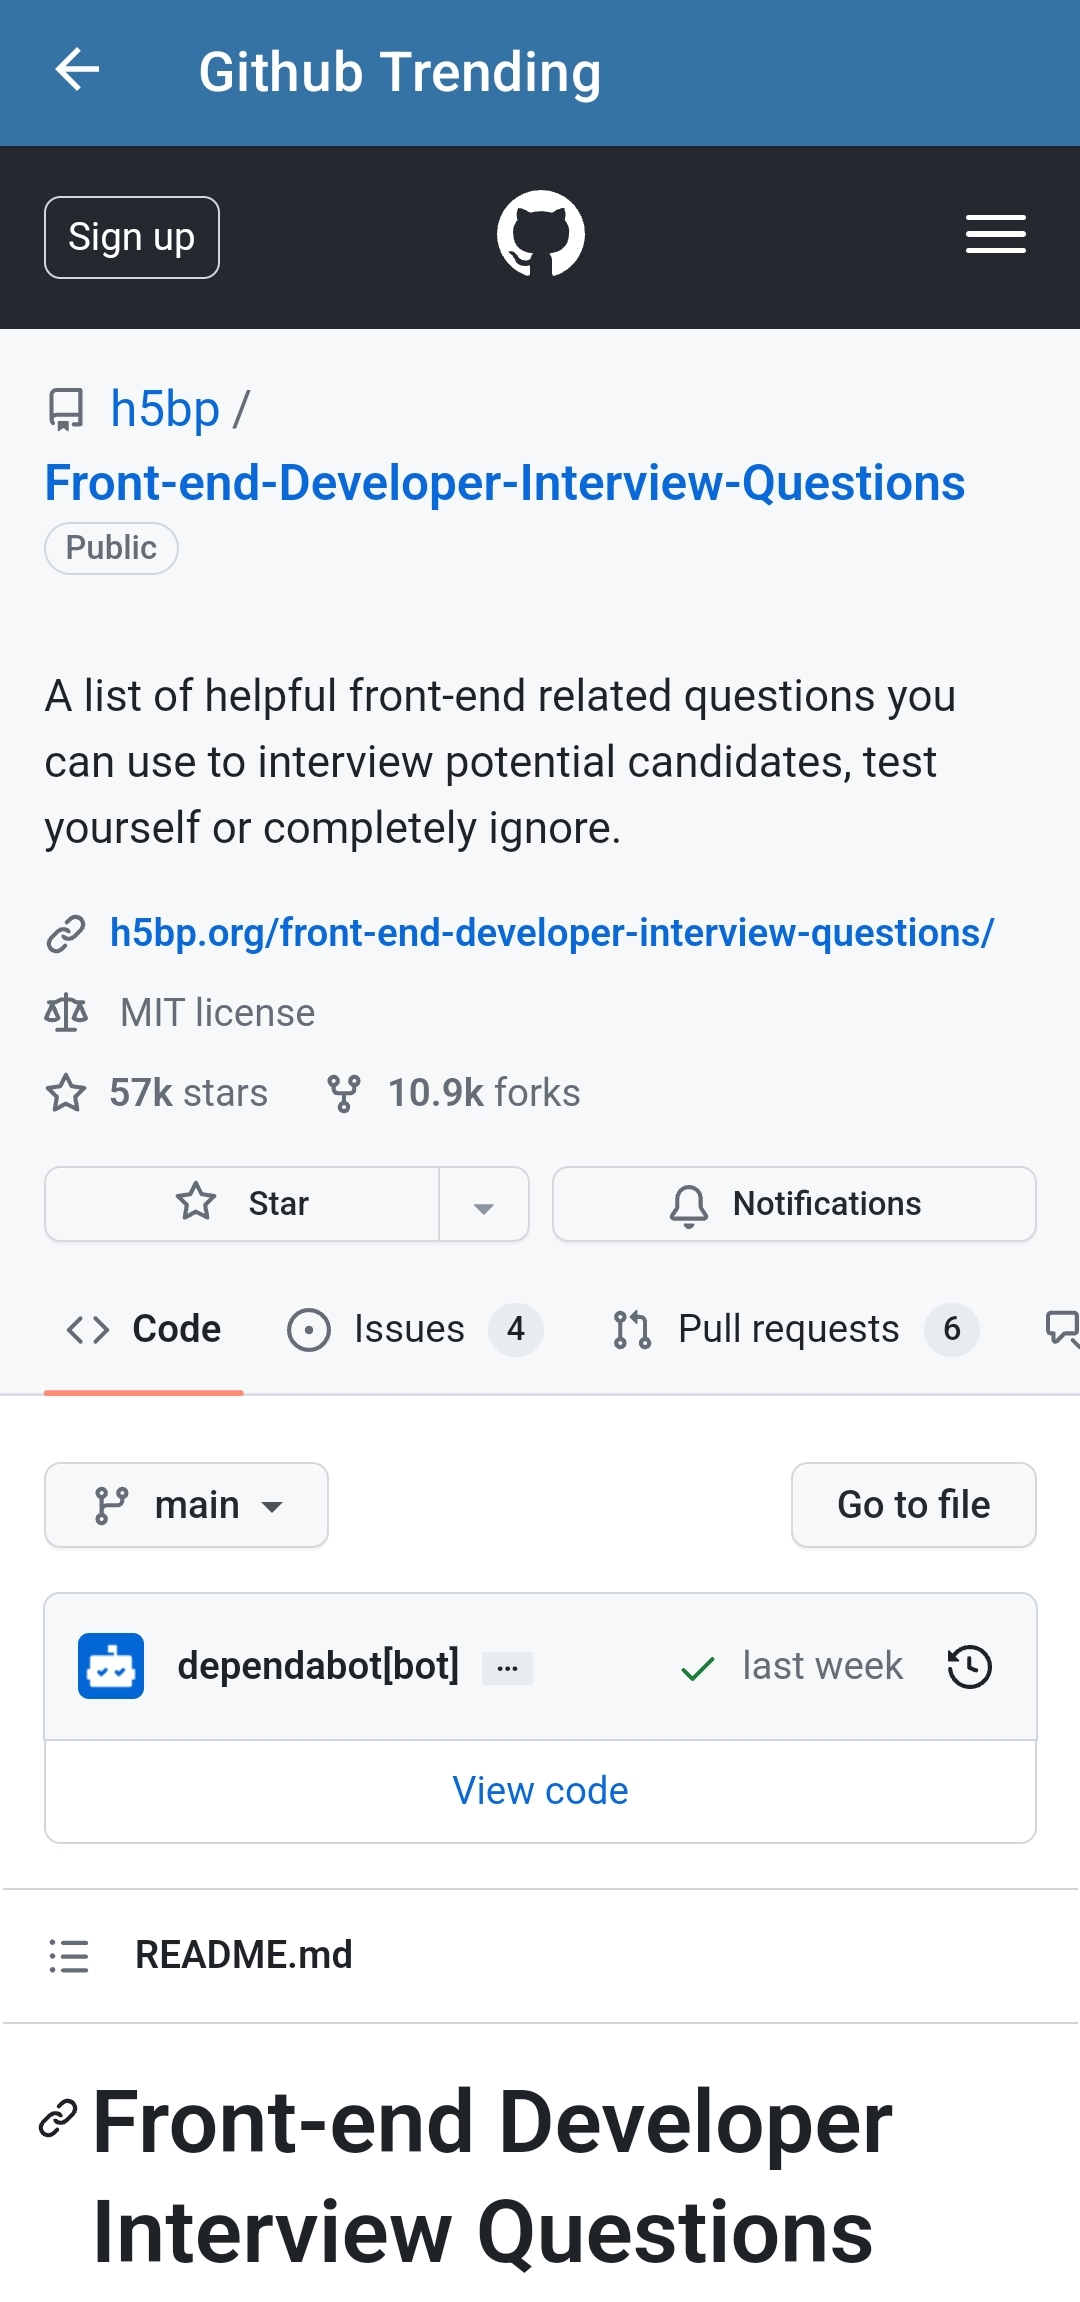 Github Trending
Sign up
h5bp /
Front-end-Developer-Interview-Questions
Public
A list of helpful front-end related questions you
can use to interview potential candidates, test
yourself or completely ignore.
h5bp.org/front-end-developer-interview-questions/
MIT license
57k stars 10.9k forks
Star Notifications
Code Issues 4 Pull requests 6
main Go to file
dependabot[bot] ... last week
View code
README.md
Front-end Developer
Interview Questions